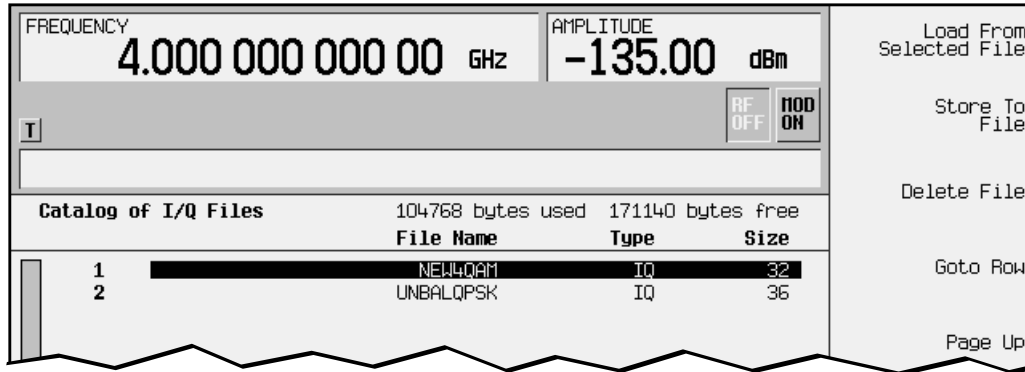 FREQUENCY
4.000 000 000 00 GHz
AMPLITUDE
-135.00 dBm
RF OFF
MOD ON
T
Catalog of I/Q Files 104768 bytes used 171140 bytes free
File Name Type Size
1 NEW4QAM IQ 32
2 UNBALQPSK IQ 36
Load From
Selected File
Store To
File
Delete File
Goto Row
Page Up